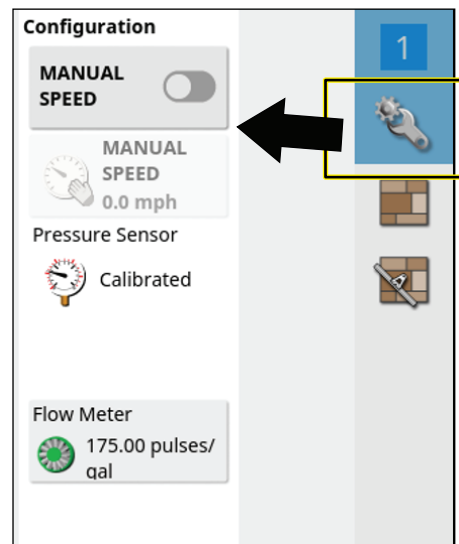 Configuration
1
MANUAL
SPEED
MANUAL
SPEED
0.0 mph
Pressure Sensor
Calibrated
Flow Meter
175.00 pulses/
gal